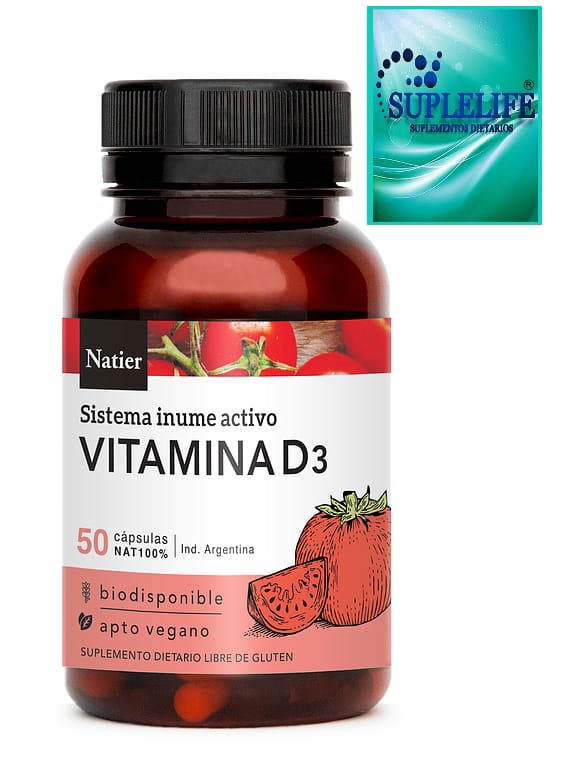 SUPLELIFE®
SUPLEMENTOS DIETARIOS
Natier
Sistema inume activo
VITAMINA D3
50 cápsulas
NAT100%
Ind. Argentina
biodisponible
apto vegano
SUPLEMENTO DIETARIO LIBRE DE GLUTEN